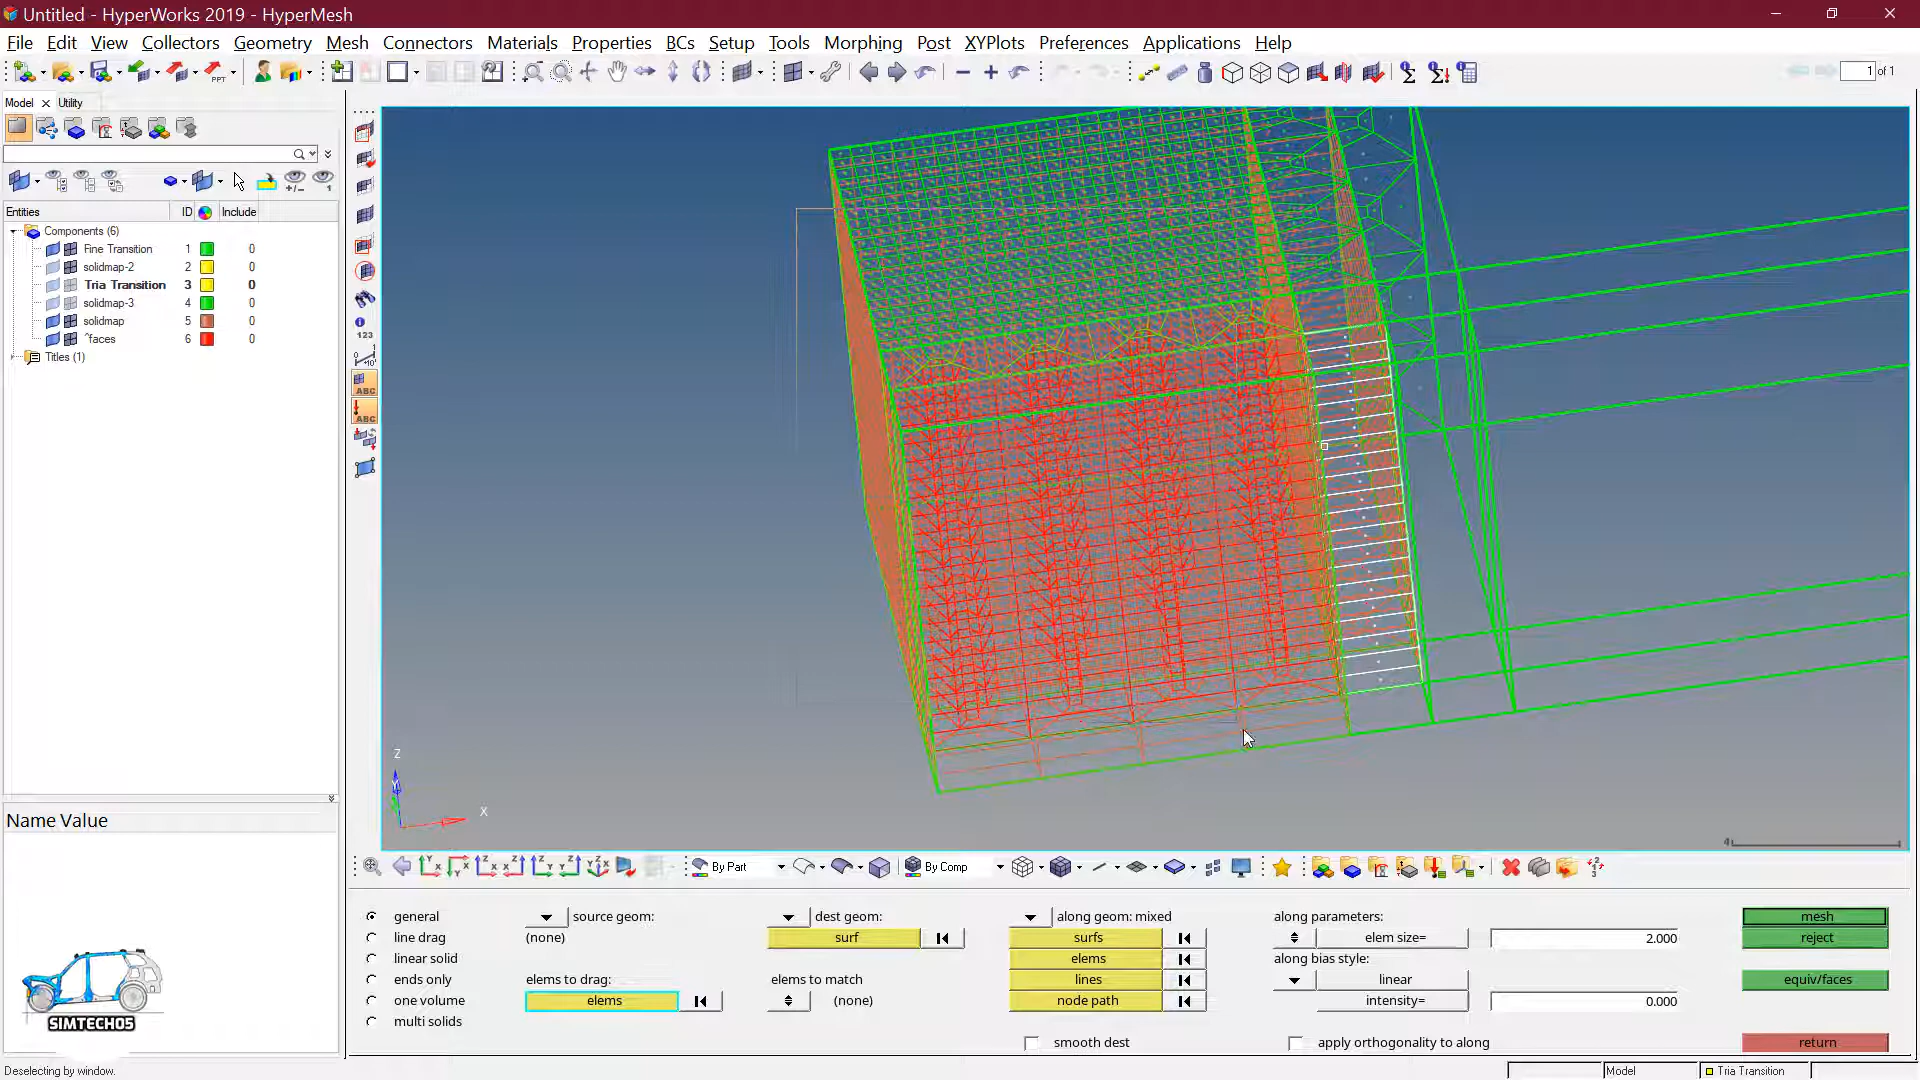 Untitled - HyperWorks 2019 - HyperMesh
File Edit View Collectors Geometry Mesh Connectors Materials Properties BCs Setup Tools Morphing Post XYPlots Preferences Applications Help
1 of 1
Model Utility
Entities ID Include
Components (6)
Fine Transition 1 0
solidmap-2 2 0
Tria Transition 3 0
solidmap-3 4 0
solidmap 5 0
^faces 6 0
Titles (1)
123
ABC
ABC
Z
X
4
Name Value
By Part By Comp
general source geom: dest geom: along geom: mixed along parameters: mesh
line drag (none) surf surfs elem size= 2.000 reject
linear solid elems along bias style:
ends only elems to drag: elems to match lines linear equiv/faces
one volume elems (none) node path intensity= 0.000
multi solids
smooth dest apply orthogonality to along return
SIMTECH05
Deselecting by window. Model Tria Transition